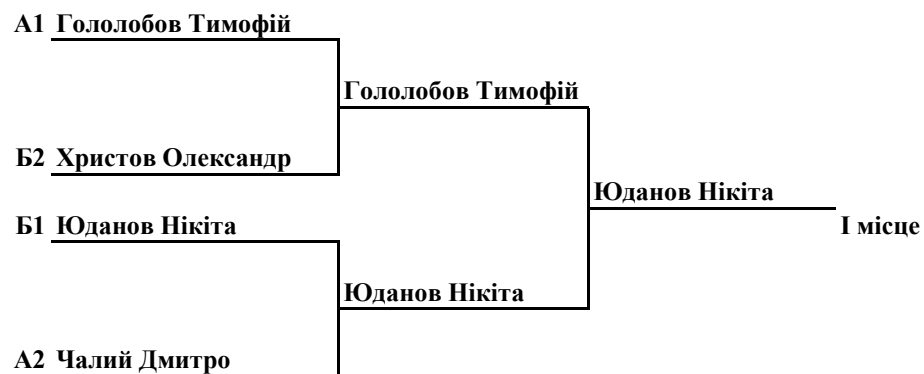 А1 Гололобов Тимофій
Гололобов Тимофій
Б2 Христов Олександр
Юданов Нікіта
Б1 Юданов Нікіта
І місце
Юданов Нікіта
А2 Чалий Дмитро